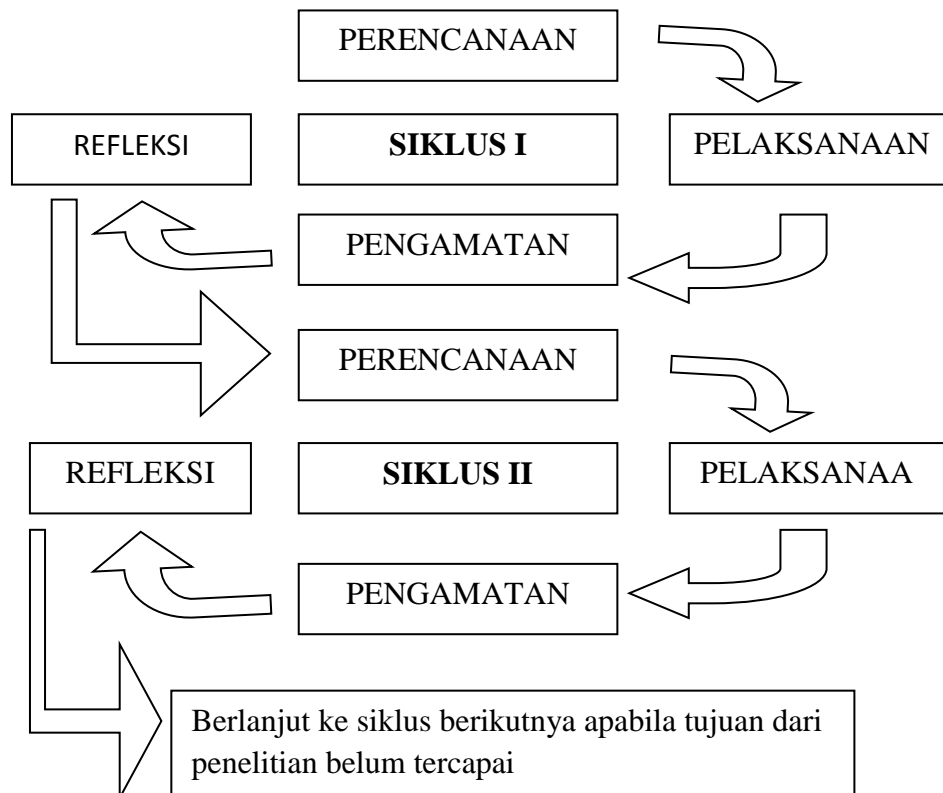 PERENCANAAN
REFLEKSI
SIKLUS I
PELAKSANAAN
PENGAMATAN
PERENCANAAN
REFLEKSI
SIKLUS II
PELAKSANAA
PENGAMATAN
Berlanjut ke siklus berikutnya apabila tujuan dari
penelitian belum tercapai